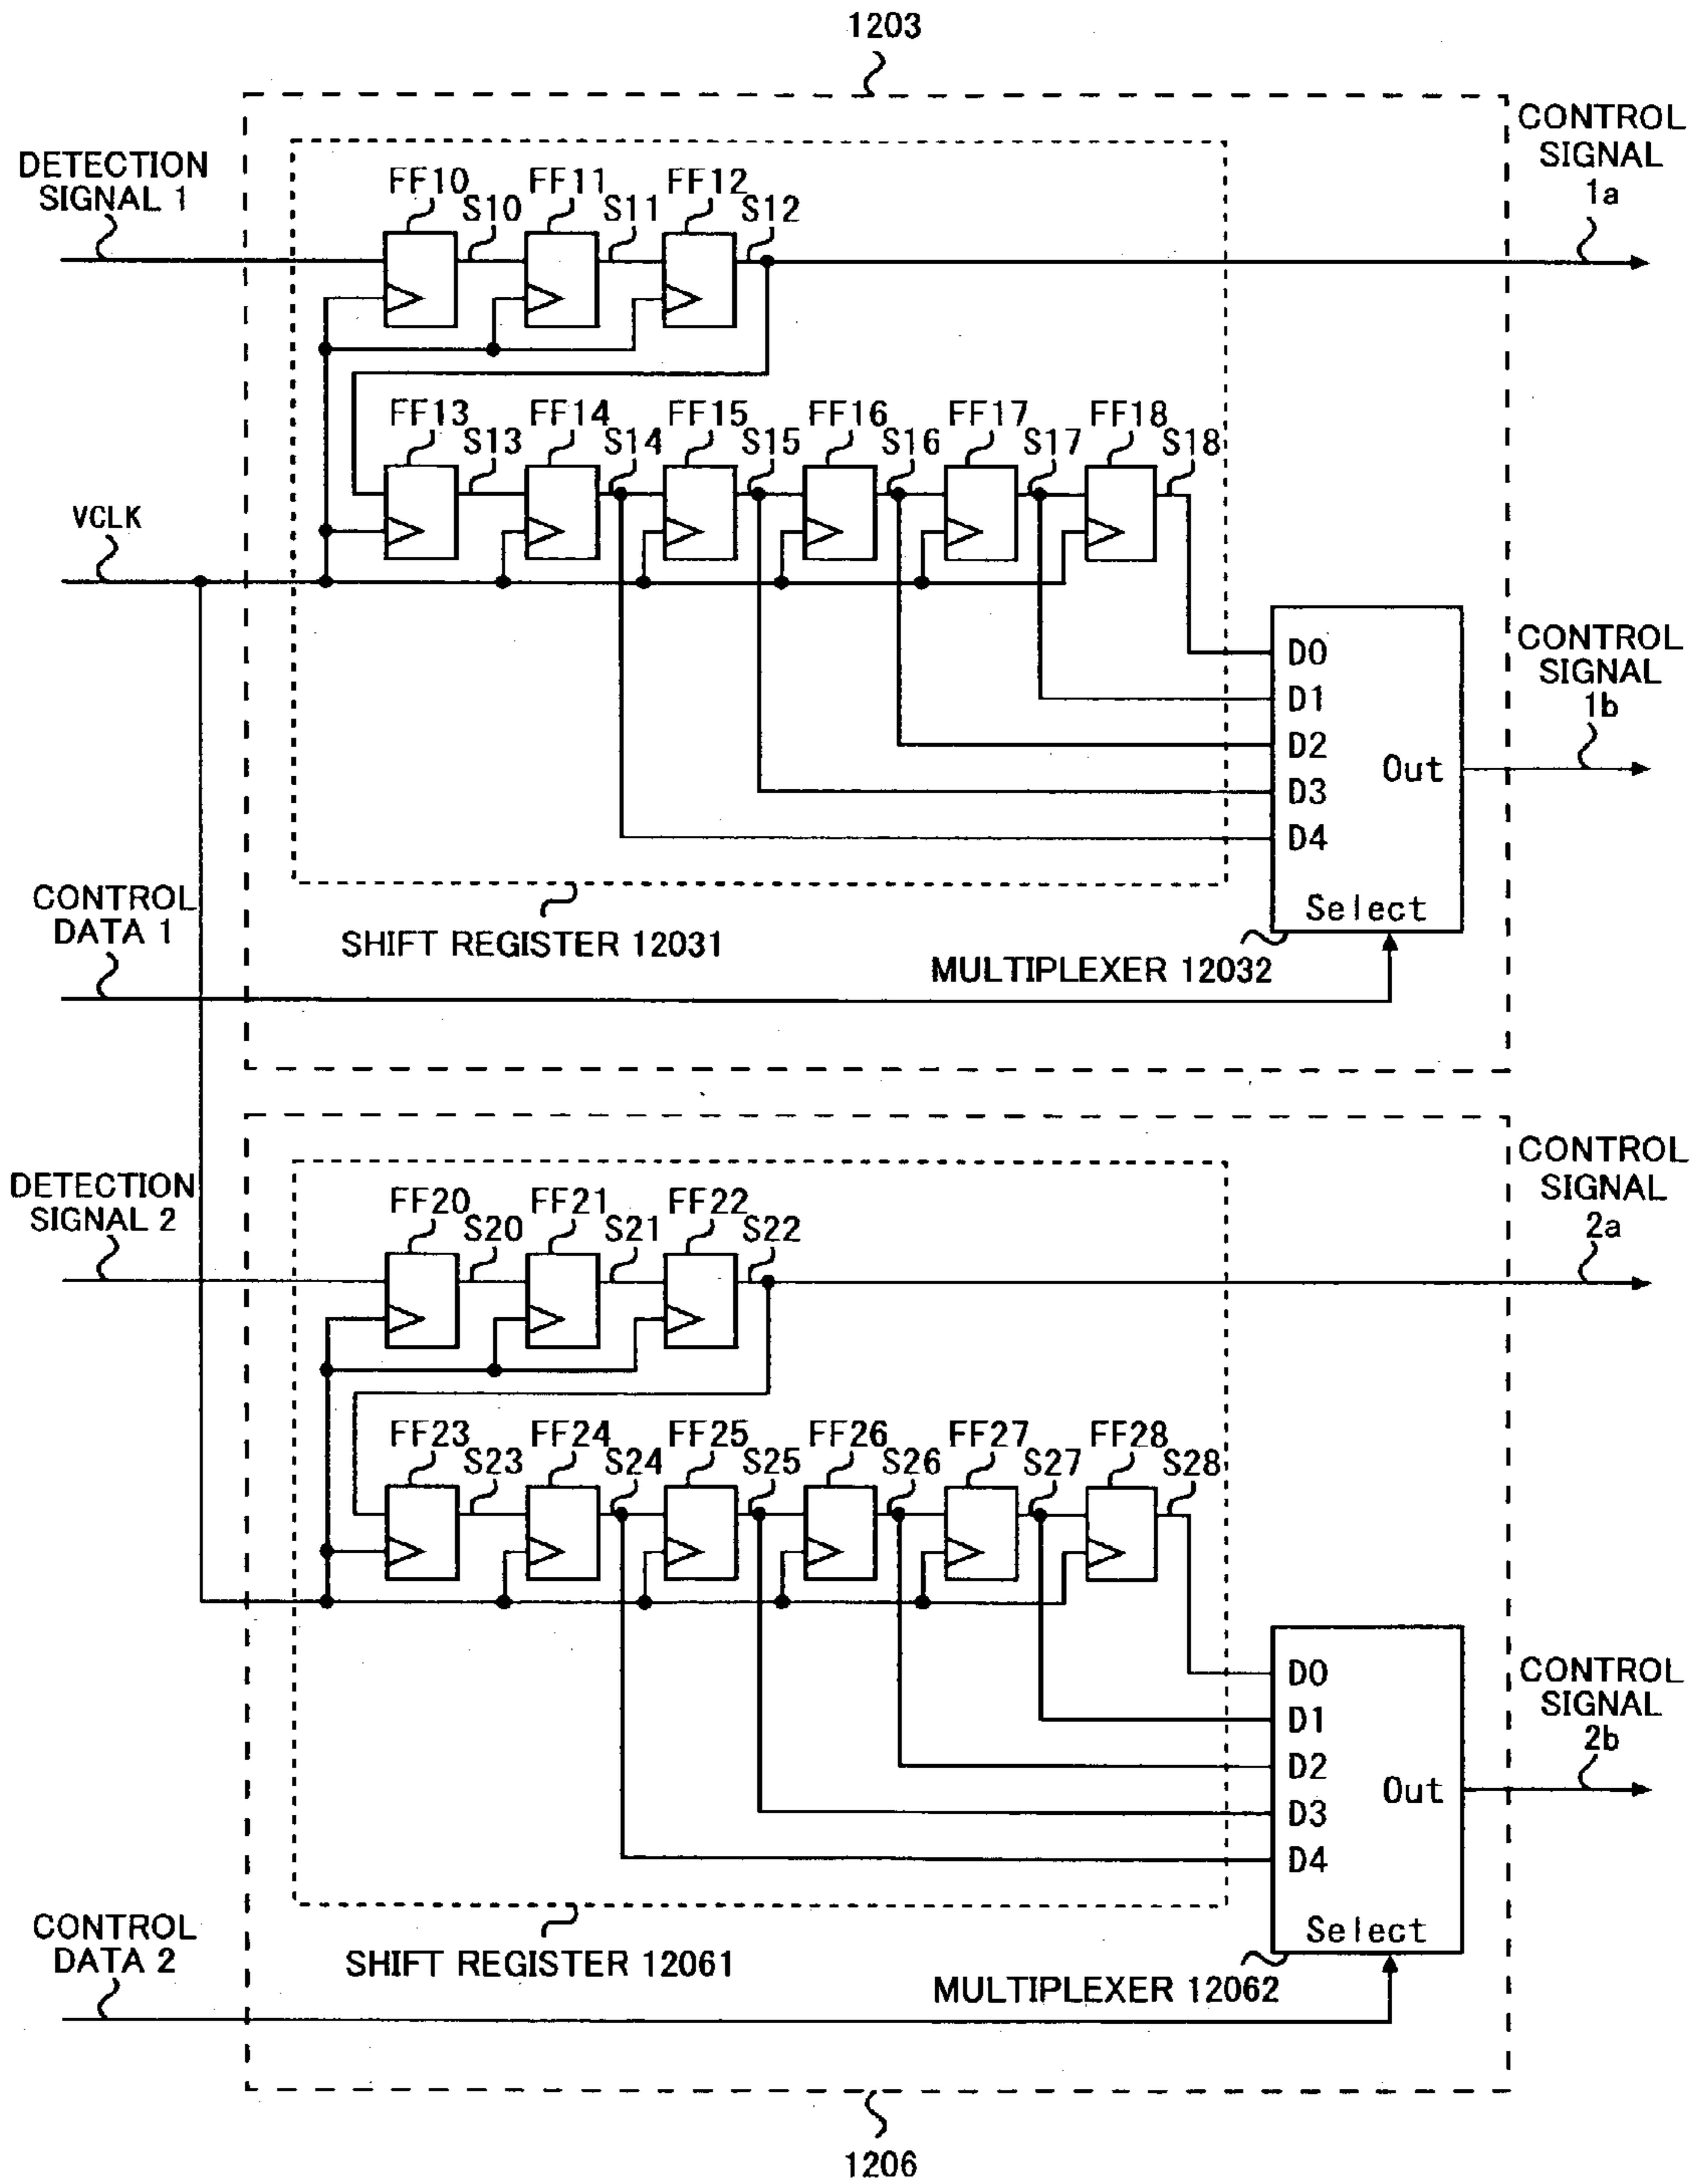 1203
CONTROL
SIGNAL
1a
DETECTION
SIGNAL 1
FF10
S10
FF11
S11
FF12
S12
FF13
S13
FF14
S14
FF15
S15
FF16
S16
FF17
S17
FF18
S18
VCLK
D0
D1
D2
D3
D4
Out
Select
CONTROL
SIGNAL
1b
CONTROL
DATA 1
SHIFT REGISTER 12031
MULTIPLEXER 12032
CONTROL
SIGNAL
2a
DETECTION
SIGNAL 2
FF20
S20
FF21
S21
FF22
S22
FF23
S23
FF24
S24
FF25
S25
FF26
S26
FF27
S27
FF28
S28
D0
D1
D2
D3
D4
Out
Select
CONTROL
SIGNAL
2b
CONTROL
DATA 2
SHIFT REGISTER 12061
MULTIPLEXER 12062
1206